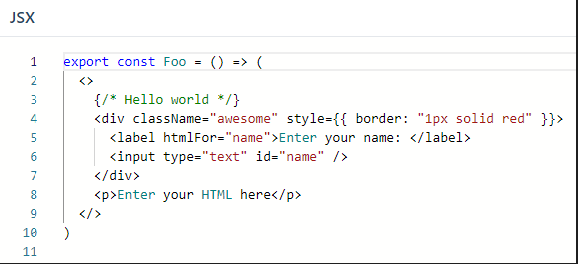 JSX
1 export const Foo = () => (
2   <>
3     {/* Hello world */}
4     <div className="awesome" style={{ border: "1px solid red" }}>
5       <label htmlFor="name">Enter your name: </label>
6       <input type="text" id="name" />
7     </div>
8     <p>Enter your HTML here</p>
9   </>
10 )
11